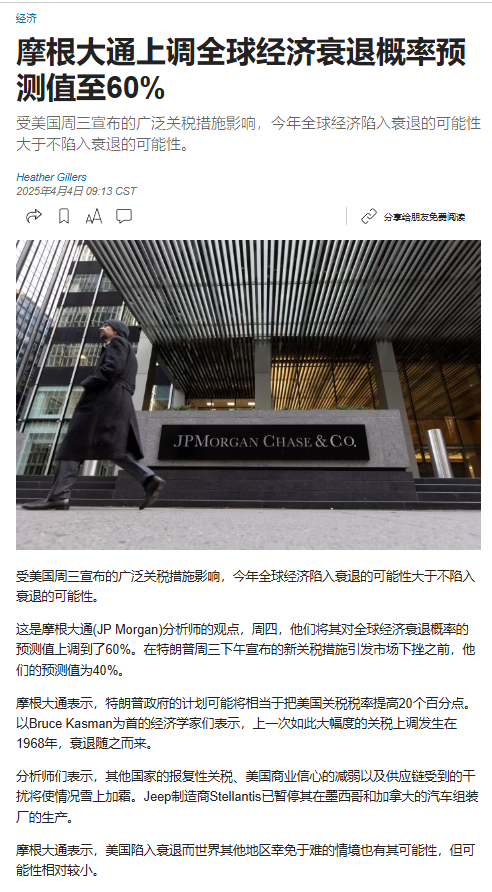 经济
摩根大通上调全球经济衰退概率预
测值至60%
受美国周三宣布的广泛关税措施影响，今年全球经济陷入衰退的可能性
大于不陷入衰退的可能性。
Heather Gillers
2025年4月4日 09:13 CST
分享给朋友免费阅读
JPMORGAN CHASE & CO.
受美国周三宣布的广泛关税措施影响，今年全球经济陷入衰退的可能性大于不陷入
衰退的可能性。
这是摩根大通(JP Morgan)分析师的观点，周四，他们将其对全球经济衰退概率的
预测值上调到了60%。在特朗普周三下午宣布的新关税措施引发市场下挫之前，他
们的预测值为40%。
摩根大通表示，特朗普政府的计划可能将相当于把美国关税税率提高20个百分点。
以Bruce Kasman为首的经济学家们表示，上一次如此大幅度的关税上调发生在
1968年，衰退随之而来。
分析师们表示，其他国家的报复性关税、美国商业信心的减弱以及供应链受到的干
扰将使情况雪上加霜。Jeep制造商Stellantis已暂停其在墨西哥和加拿大的汽车组装
厂的生产。
摩根大通表示，美国陷入衰退而世界其他地区幸免于难的情境也有其可能性，但可
能性相对较小。